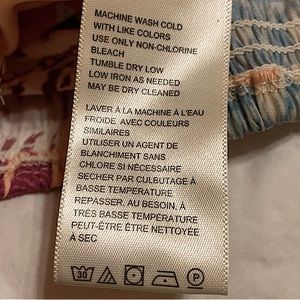 MACHINE WASH COLD
WITH LIKE COLORS
USE ONLY NON-CHLORINE
BLEACH
TUMBLE DRY LOW
LOW IRON AS NEEDED
MAY BE DRY CLEANED
LAVER À LA MACHINE À L'EAU
FROIDE AVEC COULEURS
SIMILAIRES
UTILISER UN AGENT DE
BLANCHIMENT SANS
CHLORE SI NÉCESSAIRE
SECHER PAR CULBUTAGE À
BASSE TEMPERATURE
REPASSER, AU BESOIN, À
TRÈS BASSE TEMPÉRATURE
PEUT-ÊTRE ÊTRE NETTOYÉE
À SEC
30
P